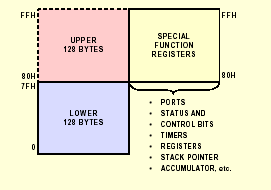 FFH
FFH
UPPER
128 BYTES
SPECIAL
FUNCTION
REGISTERS
80H
80H
7FH
LOWER
128 BYTES
0
• PORTS
• STATUS AND
• CONTROL BITS
• TIMERS
• REGISTERS
• STACK POINTER
• ACCUMULATOR, etc.